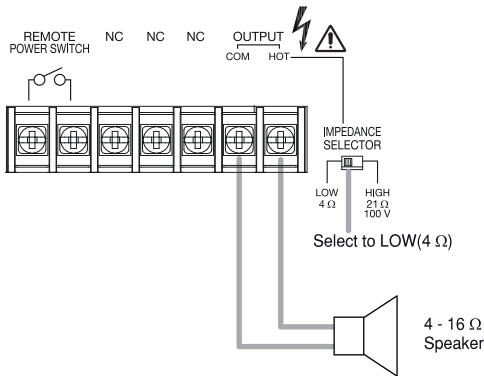 REMOTE
POWER SWITCH
NC
NC
NC
OUTPUT
COM
HOT
IMPEDANCE
SELECTOR
LOW
4 Ω
HIGH
21 Ω
100 V
Select to LOW(4 Ω)
4 - 16 Ω
Speaker